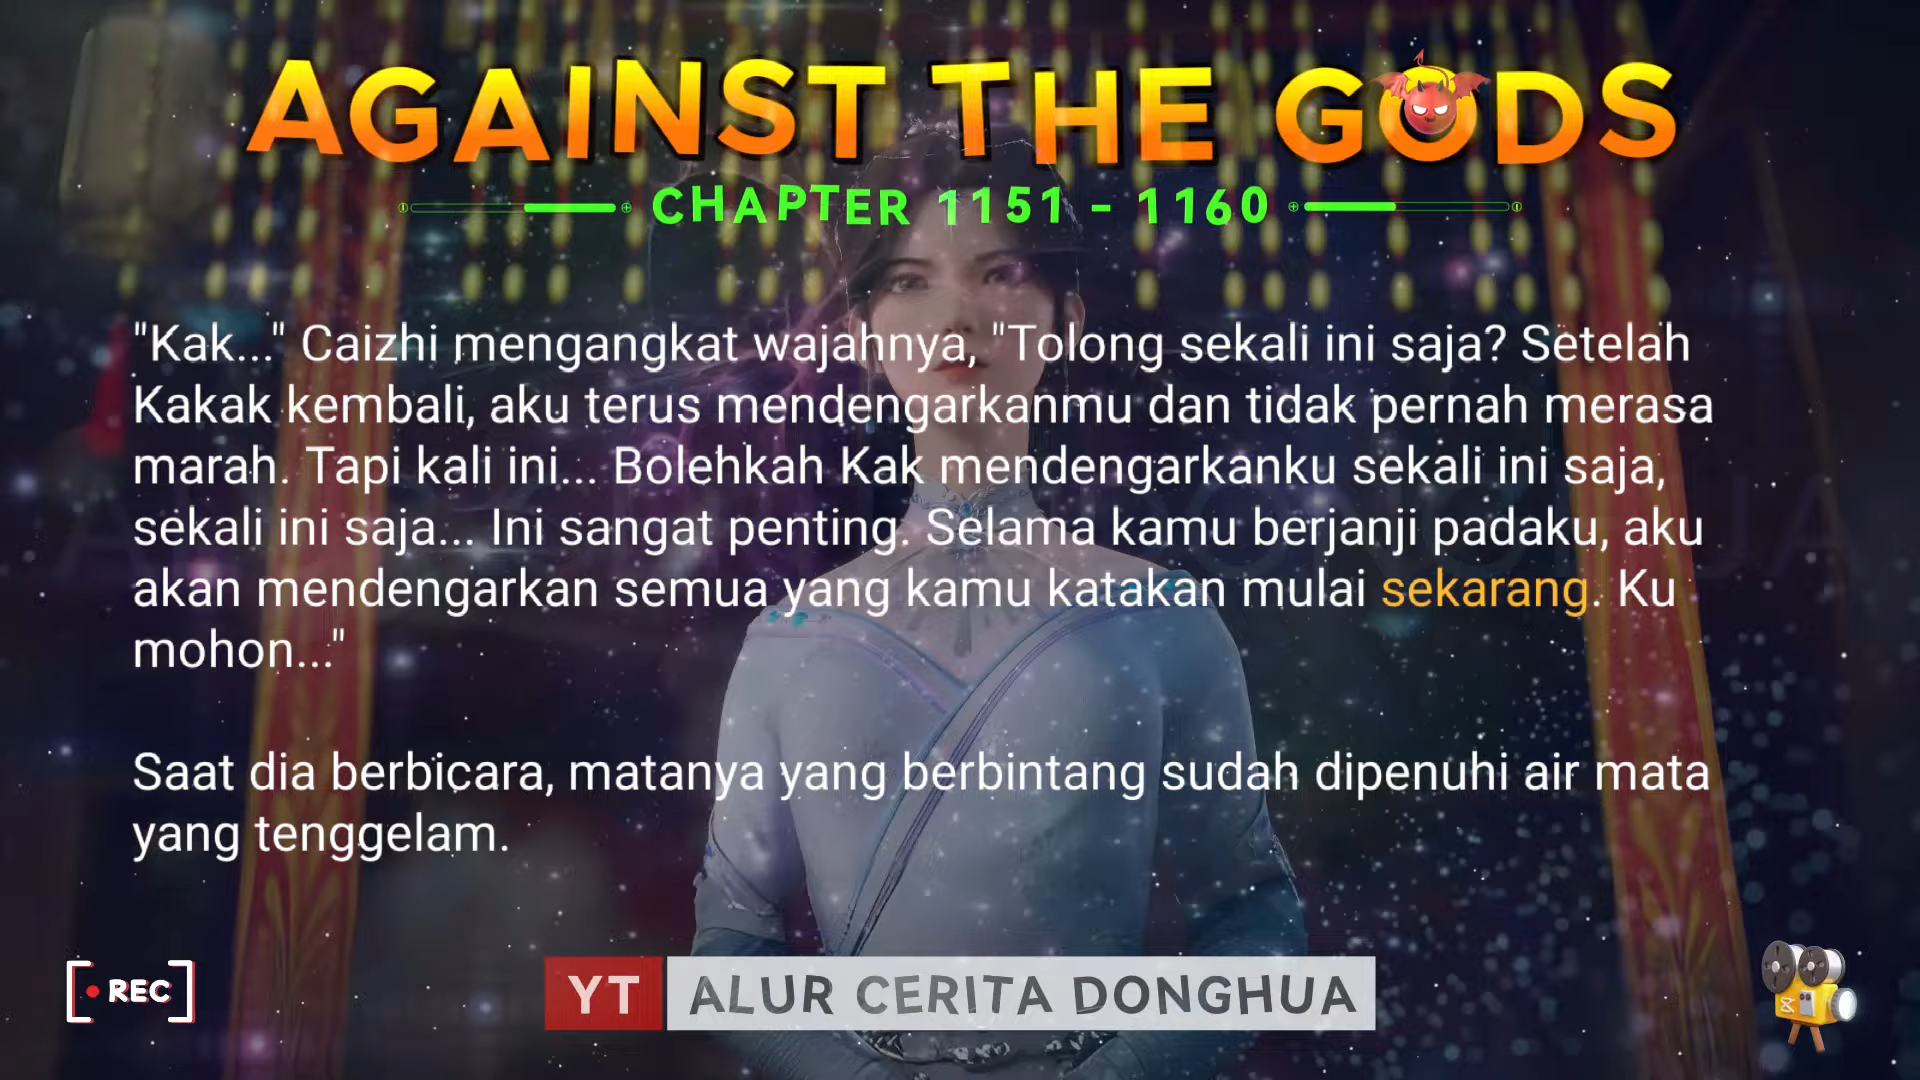 AGAINST THE GODS
CHAPTER 1151 - 1160
"Kak..." Caizhi mengangkat wajahnya, "Tolong sekali ini saja? Setelah
Kakak kembali, aku terus mendengarkanmu dan tidak pernah merasa
marah. Tapi kali ini... Bolehkah Kak mendengarkanku sekali ini saja,
sekali ini saja... Ini sangat penting. Selama kamu berjanji padaku, aku
akan mendengarkan semua yang kamu katakan mulai sekarang. Ku
mohon..."
Saat dia berbicara, matanya yang berbintang sudah dipenuhi air mata
yang tenggelam.
REC
YT ALUR CERITA DONGHUA